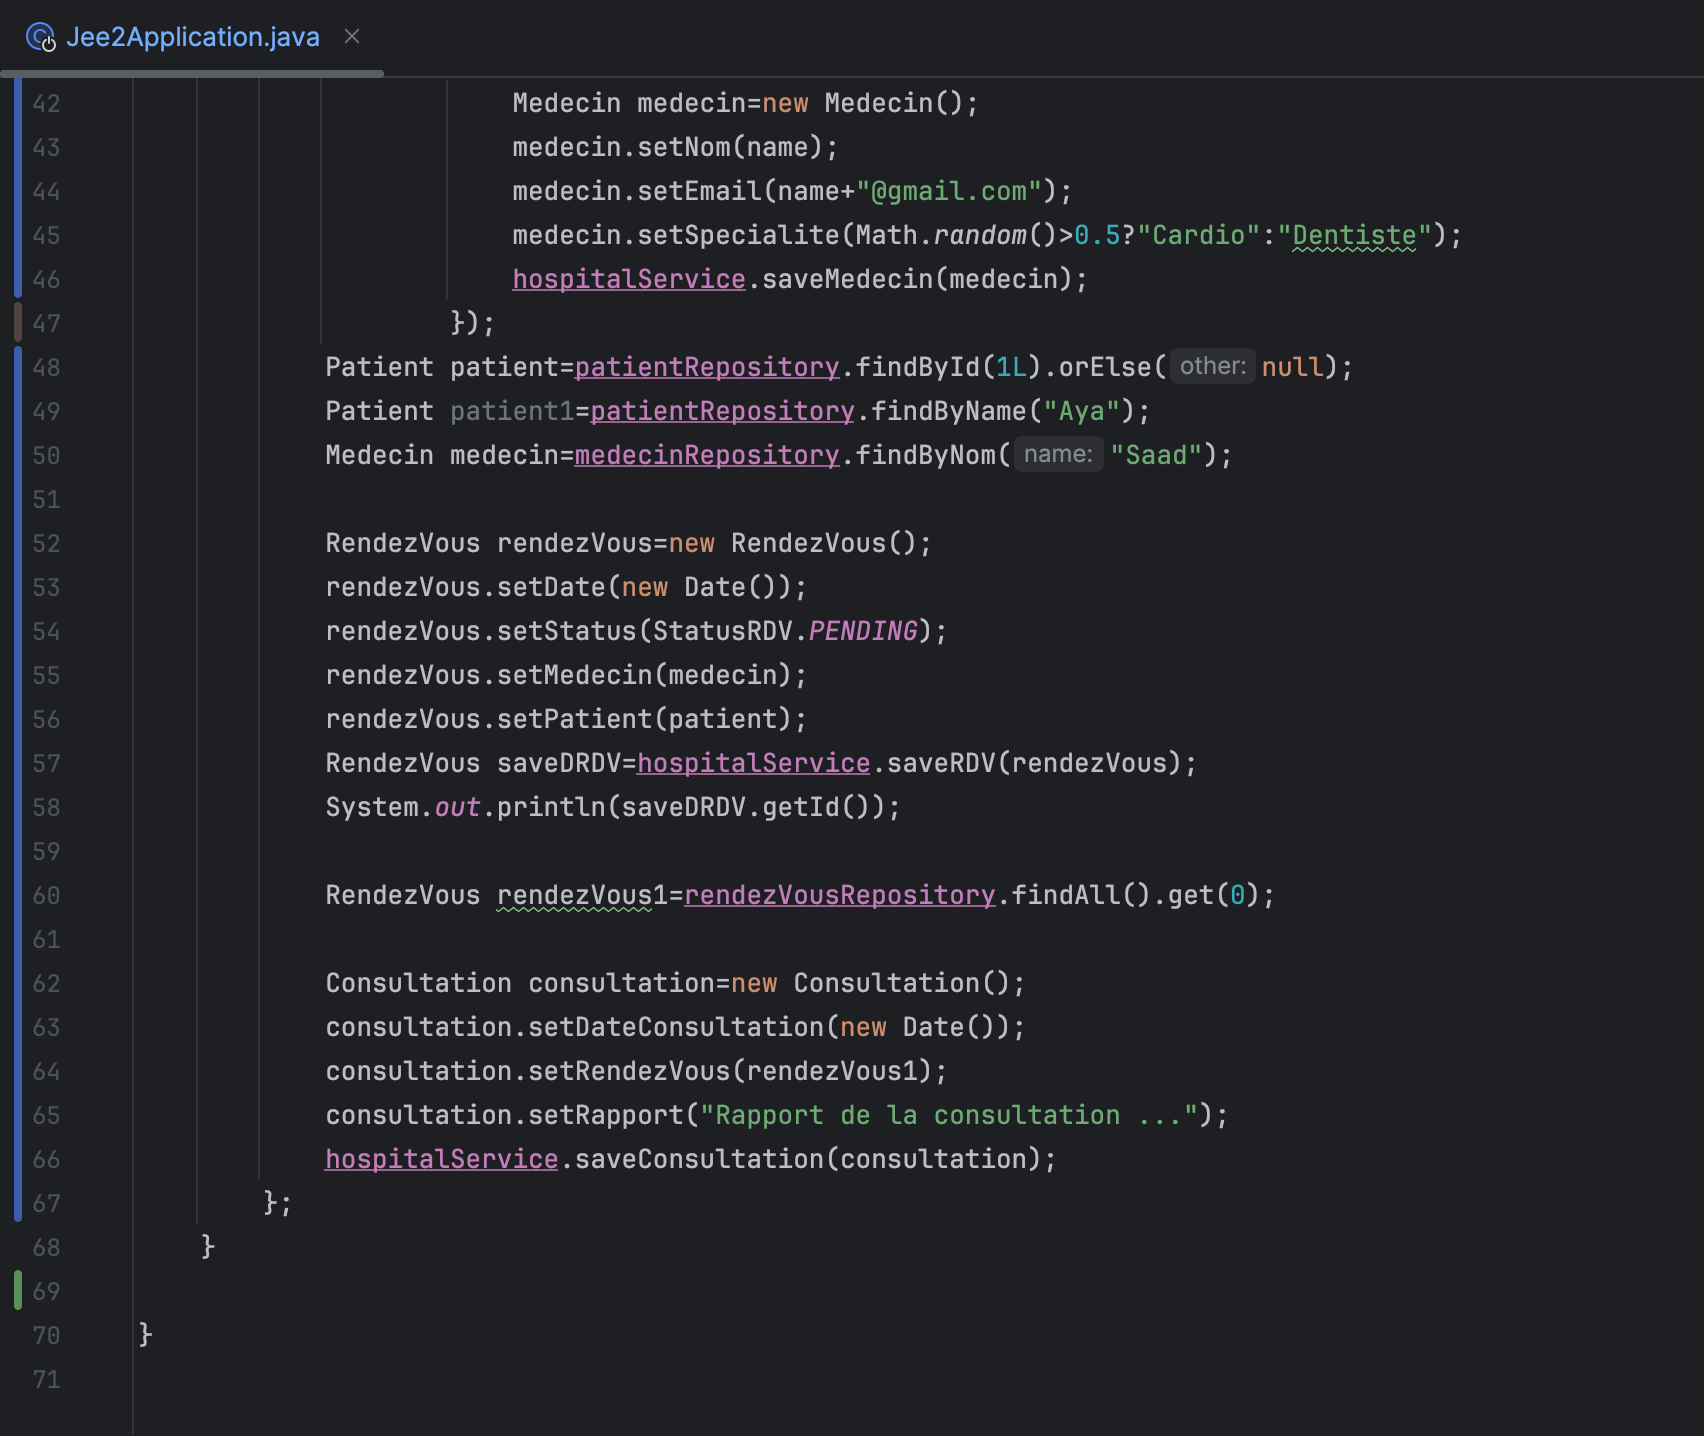 Jee2Application.java
42 Medecin medecin=new Medecin();
43 medecin.setNom(name);
44 medecin.setEmail(name+"@gmail.com");
45 medecin.setSpecialite(Math.random()>0.5?"Cardio":"Dentiste");
46 hospitalService.saveMedecin(medecin);
47 });
48 Patient patient=patientRepository.findById(1L).orElse( other: null);
49 Patient patient1=patientRepository.findByName("Aya");
50 Medecin medecin=medecinRepository.findByNom( name: "Saad");
51
52 RendezVous rendezVous=new RendezVous();
53 rendezVous.setDate(new Date());
54 rendezVous.setStatus(StatusRDV.PENDING);
55 rendezVous.setMedecin(medecin);
56 rendezVous.setPatient(patient);
57 RendezVous saveDRDV=hospitalService.saveRDV(rendezVous);
58 System.out.println(saveDRDV.getId());
59
60 RendezVous rendezVous1=rendezVousRepository.findAll().get(0);
61
62 Consultation consultation=new Consultation();
63 consultation.setDateConsultation(new Date());
64 consultation.setRendezVous(rendezVous1);
65 consultation.setRapport("Rapport de la consultation ...");
66 hospitalService.saveConsultation(consultation);
67 };
68 }
69
70 }
71